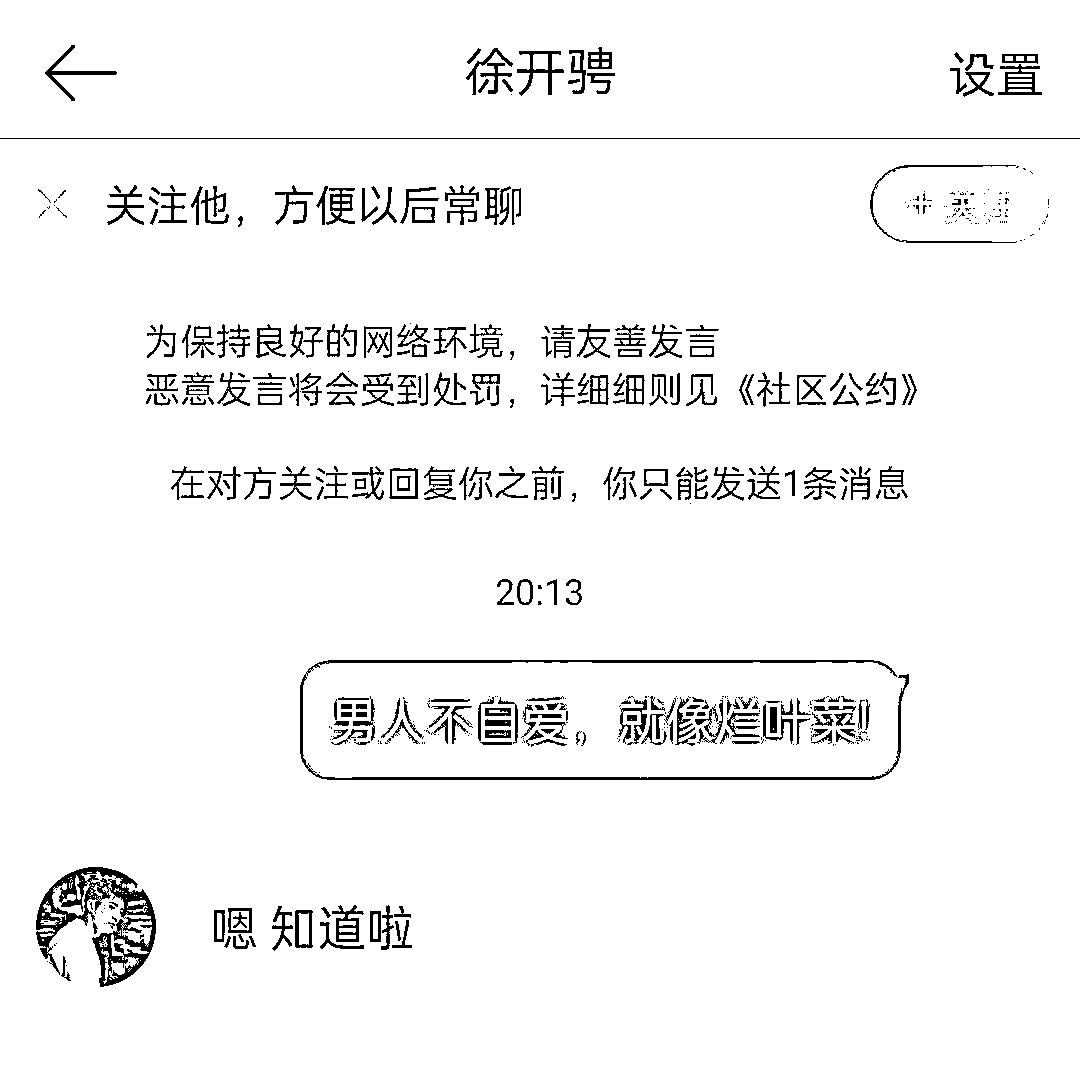 徐开骋
设置
关注他，方便以后常聊
+ 关注
为保持良好的网络环境，请友善发言
恶意发言将会受到处罚，详细细则见《社区公约》
在对方关注或回复你之前，你只能发送1条消息
20:13
男人不自爱，就像烂叶菜!
嗯 知道啦